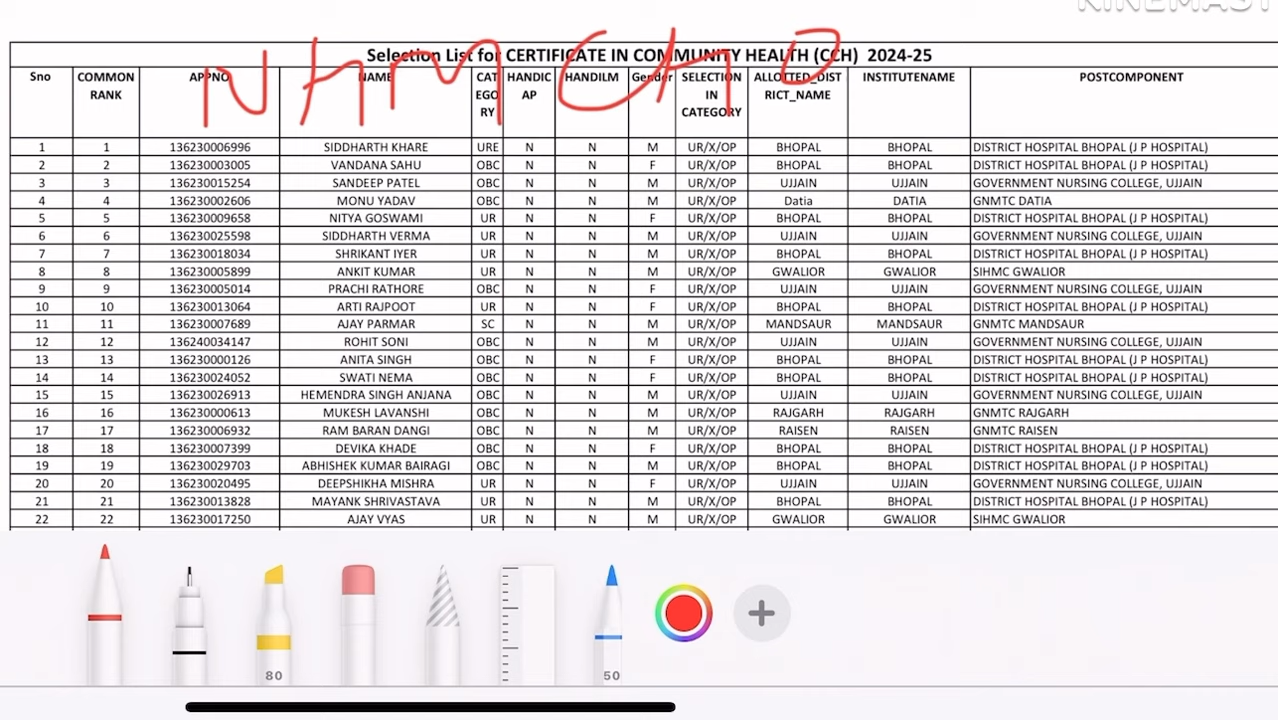 KINEMAST
Selection List for CERTIFICATE IN COMMUNITY HEALTH (CCH) 2024-25
NHM CHO
Sno COMMON RANK APPNO NAME CATEGORY HANDICAP HANDILM Gender SELECTION IN CATEGORY ALLOTTED_DISTRICT_NAME INSTITUTENAME POSTCOMPONENT
1 1 136230006996 SIDDHARTH KHARE URE N N M UR/X/OP BHOPAL BHOPAL DISTRICT HOSPITAL BHOPAL (J P HOSPITAL)
2 2 136230003005 VANDANA SAHU OBC N N F UR/X/OP BHOPAL BHOPAL DISTRICT HOSPITAL BHOPAL (J P HOSPITAL)
3 3 136230015254 SANDEEP PATEL OBC N N M UR/X/OP UJJAIN UJJAIN GOVERNMENT NURSING COLLEGE, UJJAIN
4 4 136230002606 MONU YADAV OBC N N M UR/X/OP Datia DATIA GNMTC DATIA
5 5 136230009658 NITYA GOSWAMI UR N N F UR/X/OP BHOPAL BHOPAL DISTRICT HOSPITAL BHOPAL (J P HOSPITAL)
6 6 136230025598 SIDDHARTH VERMA UR N N M UR/X/OP UJJAIN UJJAIN GOVERNMENT NURSING COLLEGE, UJJAIN
7 7 136230018034 SHRIKANT IYER UR N N M UR/X/OP BHOPAL BHOPAL DISTRICT HOSPITAL BHOPAL (J P HOSPITAL)
8 8 136230005899 ANKIT KUMAR UR N N M UR/X/OP GWALIOR GWALIOR SIHMC GWALIOR
9 9 136230005014 PRACHI RATHORE OBC N N F UR/X/OP UJJAIN UJJAIN GOVERNMENT NURSING COLLEGE, UJJAIN
10 10 136230013064 ARTI RAJPOOT UR N N F UR/X/OP BHOPAL BHOPAL DISTRICT HOSPITAL BHOPAL (J P HOSPITAL)
11 11 136230007689 AJAY PARMAR SC N N M UR/X/OP MANDSAUR MANDSAUR GNMTC MANDSAUR
12 12 136240034147 ROHIT SONI OBC N N M UR/X/OP UJJAIN UJJAIN GOVERNMENT NURSING COLLEGE, UJJAIN
13 13 136230000126 ANITA SINGH OBC N N F UR/X/OP BHOPAL BHOPAL DISTRICT HOSPITAL BHOPAL (J P HOSPITAL)
14 14 136230024052 SWATI NEMA OBC N N F UR/X/OP BHOPAL BHOPAL DISTRICT HOSPITAL BHOPAL (J P HOSPITAL)
15 15 136230026913 HEMENDRA SINGH ANJANA OBC N N M UR/X/OP UJJAIN UJJAIN GOVERNMENT NURSING COLLEGE, UJJAIN
16 16 136230000613 MUKESH LAVANSHI OBC N N M UR/X/OP RAJGARH RAJGARH GNMTC RAJGARH
17 17 136230006932 RAM BARAN DANGI OBC N N M UR/X/OP RAISEN RAISEN GNMTC RAISEN
18 18 136230007399 DEVIKA KHADE OBC N N F UR/X/OP BHOPAL BHOPAL DISTRICT HOSPITAL BHOPAL (J P HOSPITAL)
19 19 136230029703 ABHISHEK KUMAR BAIRAGI OBC N N M UR/X/OP BHOPAL BHOPAL DISTRICT HOSPITAL BHOPAL (J P HOSPITAL)
20 20 136230020495 DEEPSHIKHA MISHRA UR N N F UR/X/OP UJJAIN UJJAIN GOVERNMENT NURSING COLLEGE, UJJAIN
21 21 136230013828 MAYANK SHRIVASTAVA UR N N M UR/X/OP BHOPAL BHOPAL DISTRICT HOSPITAL BHOPAL (J P HOSPITAL)
22 22 136230017250 AJAY VYAS UR N N M UR/X/OP GWALIOR GWALIOR SIHMC GWALIOR
80 50